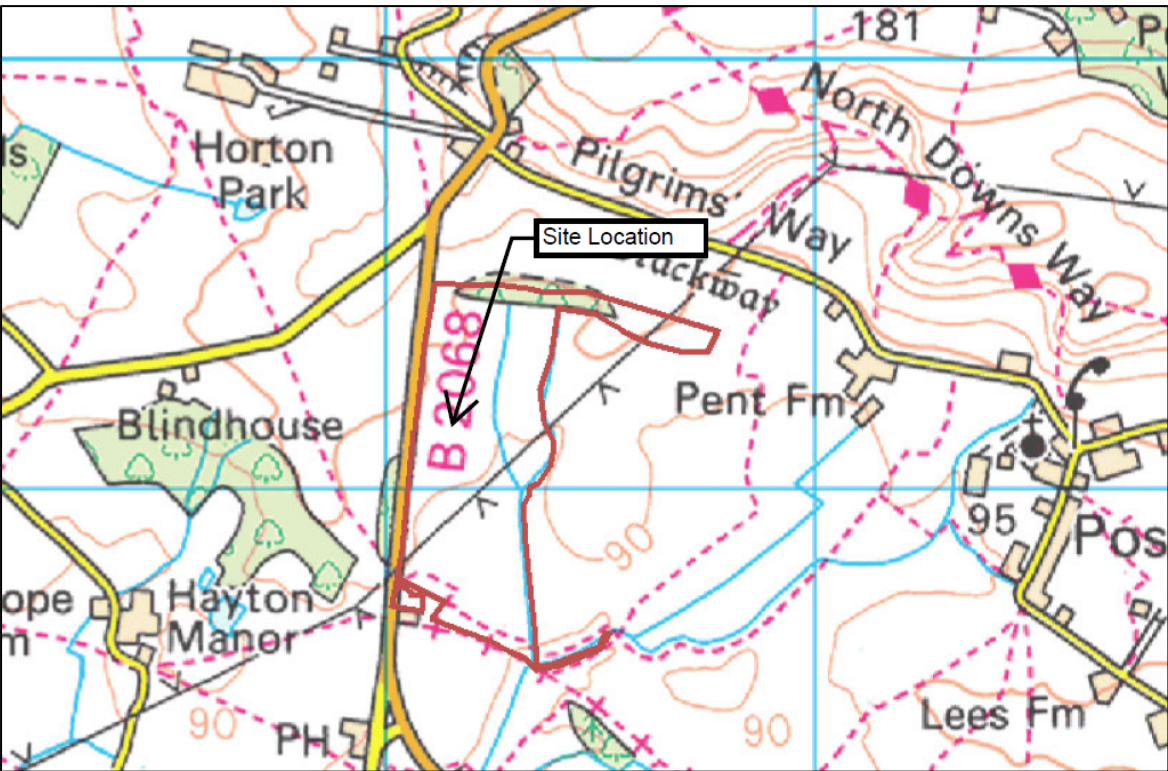 181
P
North Downs Way
ls
Horton
Park
Pilgrims'
Way
Site Location
B 2068
Pent Fm
Blindhouse
90
95
Pos
ope
m
Hayton
Manor
90
PH
90
Lees Fm